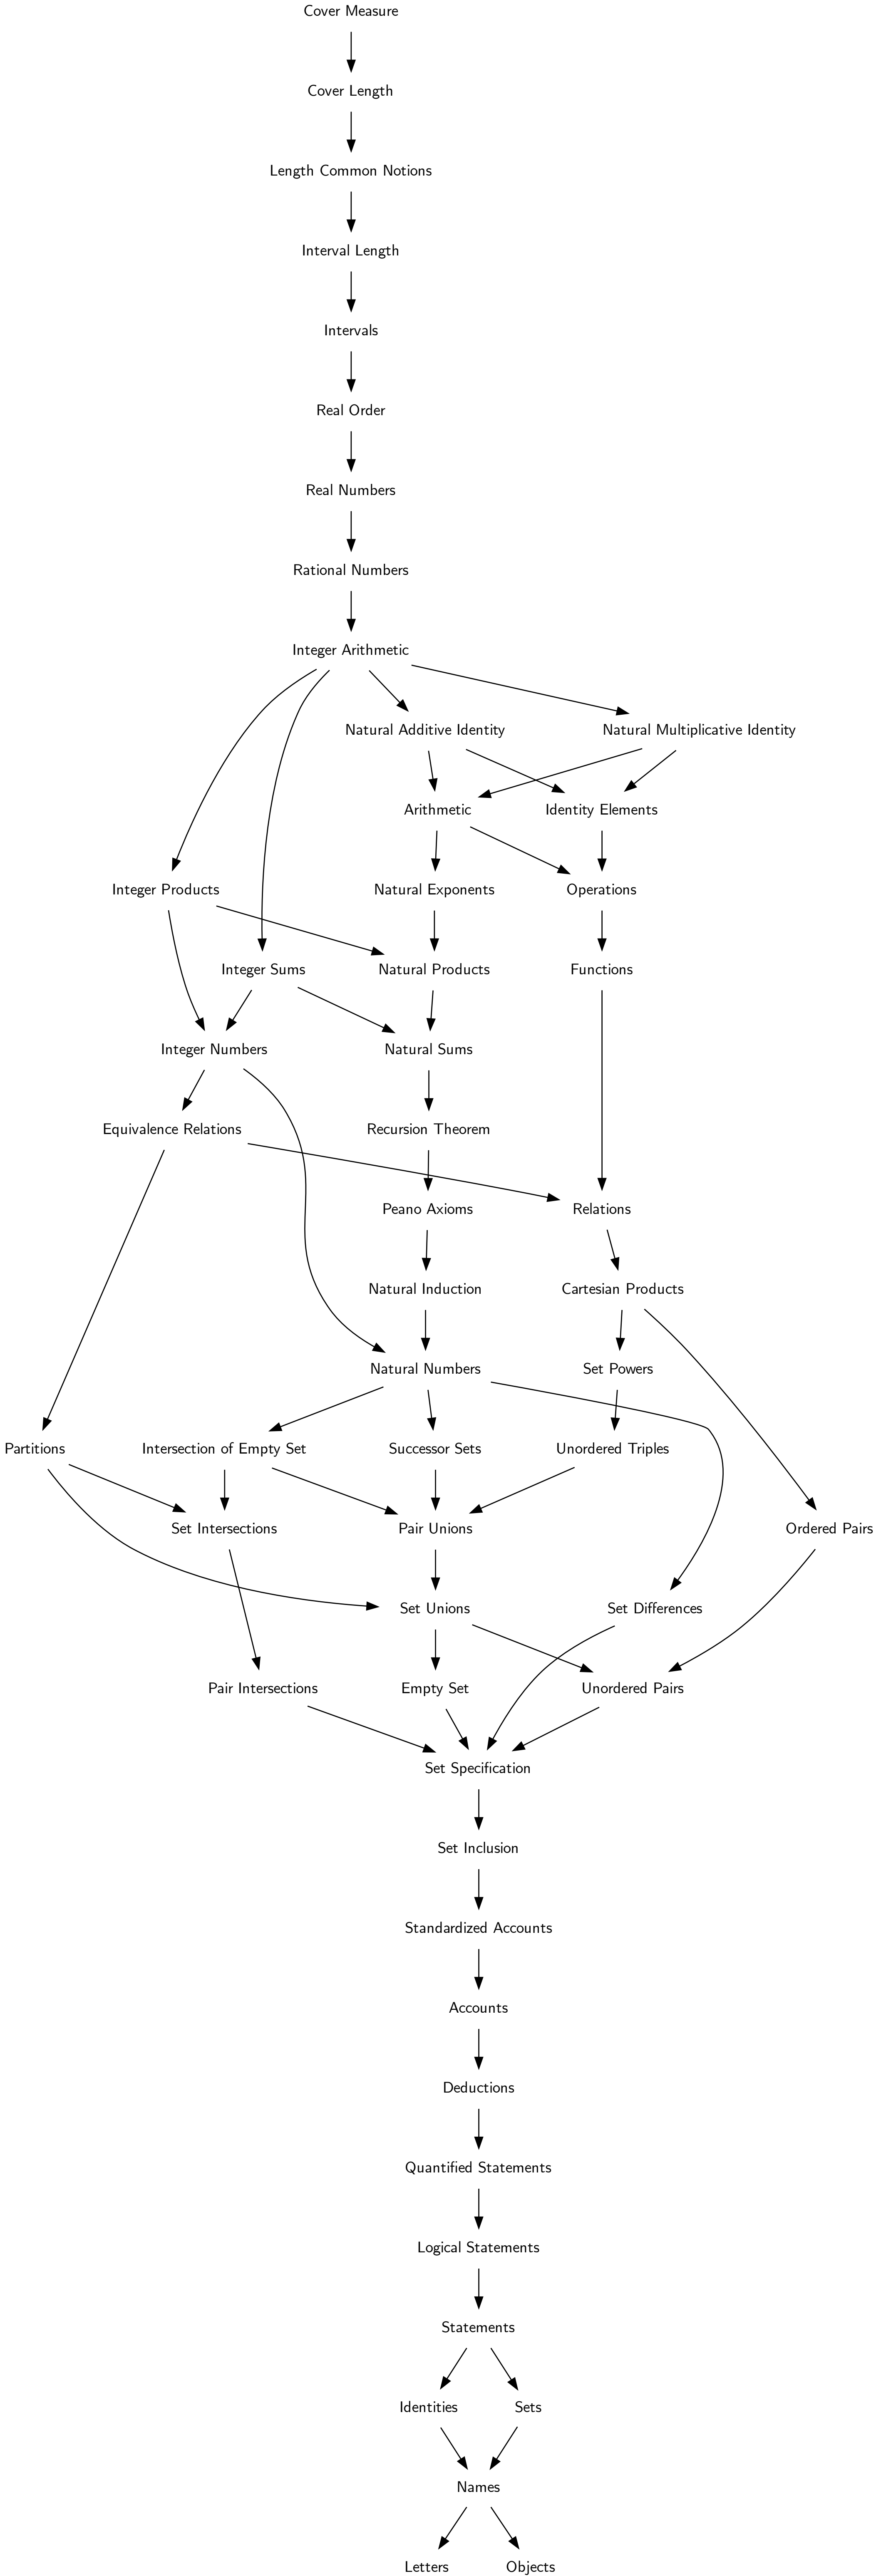 Cover Measure
Cover Length
Length Common Notions
Interval Length
Intervals
Real Order
Real Numbers
Rational Numbers
Integer Arithmetic
Natural Additive Identity
Natural Multiplicative Identity
Arithmetic
Identity Elements
Integer Products
Natural Exponents
Operations
Integer Sums
Natural Products
Functions
Integer Numbers
Natural Sums
Equivalence Relations
Recursion Theorem
Peano Axioms
Relations
Natural Induction
Cartesian Products
Natural Numbers
Set Powers
Partitions
Intersection of Empty Set
Successor Sets
Unordered Triples
Set Intersections
Pair Unions
Ordered Pairs
Set Unions
Set Differences
Pair Intersections
Empty Set
Unordered Pairs
Set Specification
Set Inclusion
Standardized Accounts
Accounts
Deductions
Quantified Statements
Logical Statements
Statements
Identities
Sets
Names
Letters
Objects